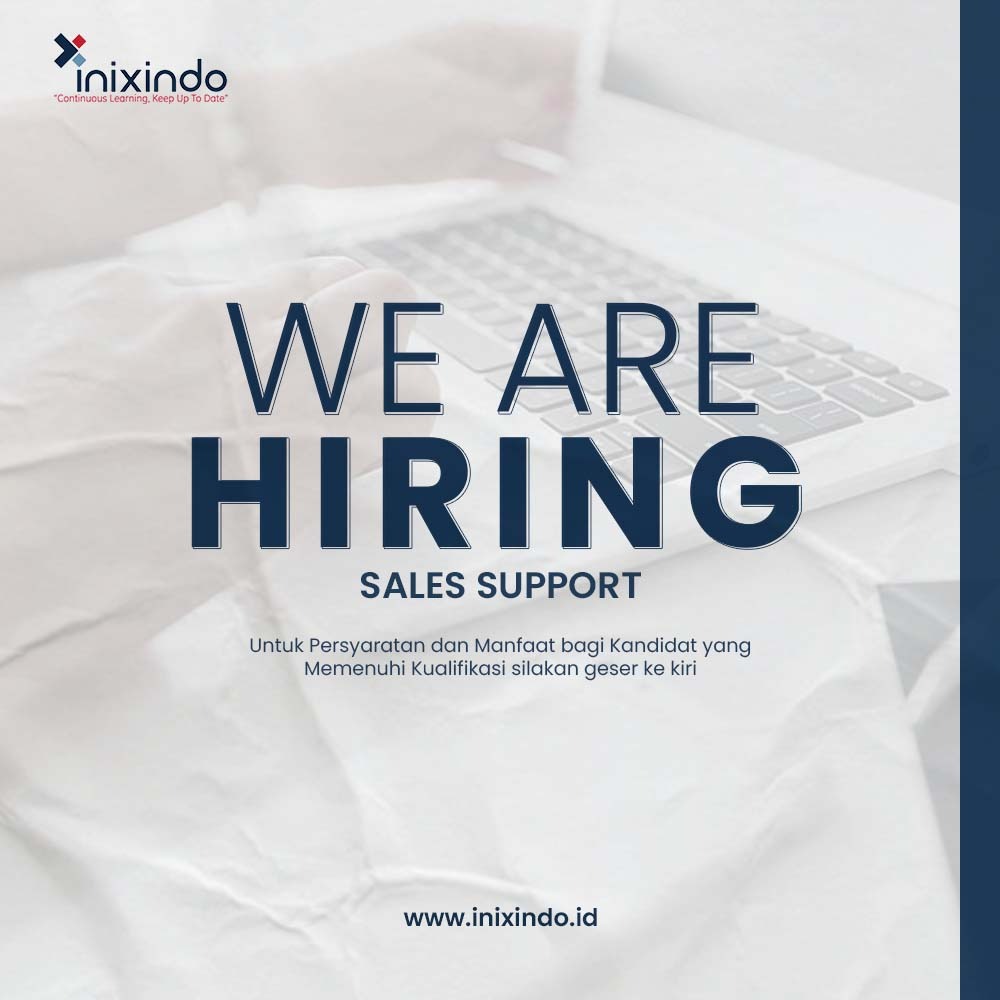 inixindo
"Continuous Learning, Keep Up To Date"
WE ARE
HIRING
SALES SUPPORT
Untuk Persyaratan dan Manfaat bagi Kandidat yang
Memenuhi Kualifikasi silakan geser ke kiri
www.inixindo.id